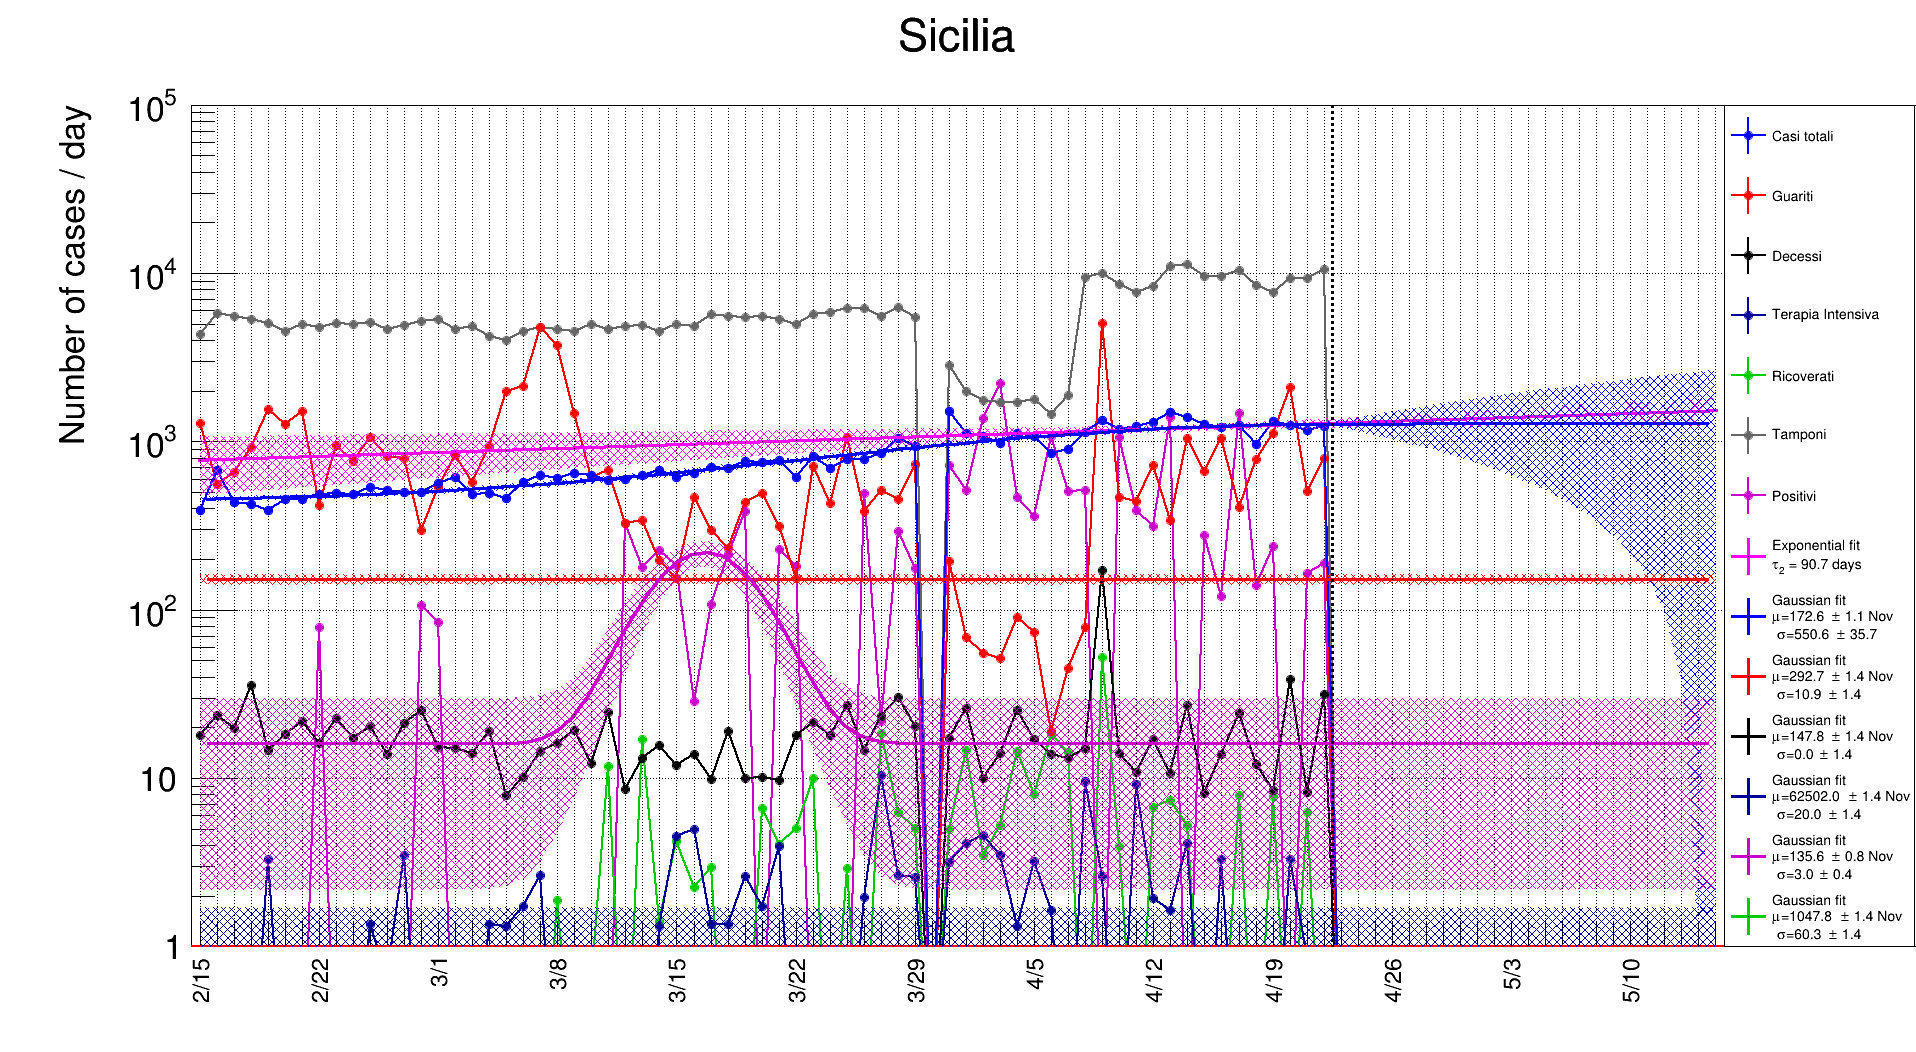 Sicilia
Number of cases / day
10^5
10^4
10^3
10^2
10
1
2/15
2/22
3/1
3/8
3/15
3/22
3/29
4/5
4/12
4/19
4/26
5/3
5/10
Casi totali
Guariti
Decessi
Terapia Intensiva
Ricoverati
Tamponi
Positivi
Exponential fit
τ₂ = 90.7 days
Gaussian fit
μ=172.6 ± 1.1 Nov
σ=550.6 ± 35.7
Gaussian fit
μ=292.7 ± 1.4 Nov
σ=10.9 ± 1.4
Gaussian fit
μ=147.8 ± 1.4 Nov
σ=0.0 ± 1.4
Gaussian fit
μ=62502.0 ± 1.4 Nov
σ=20.0 ± 1.4
Gaussian fit
μ=135.6 ± 0.8 Nov
σ=3.0 ± 0.4
Gaussian fit
μ=1047.8 ± 1.4 Nov
σ=60.3 ± 1.4